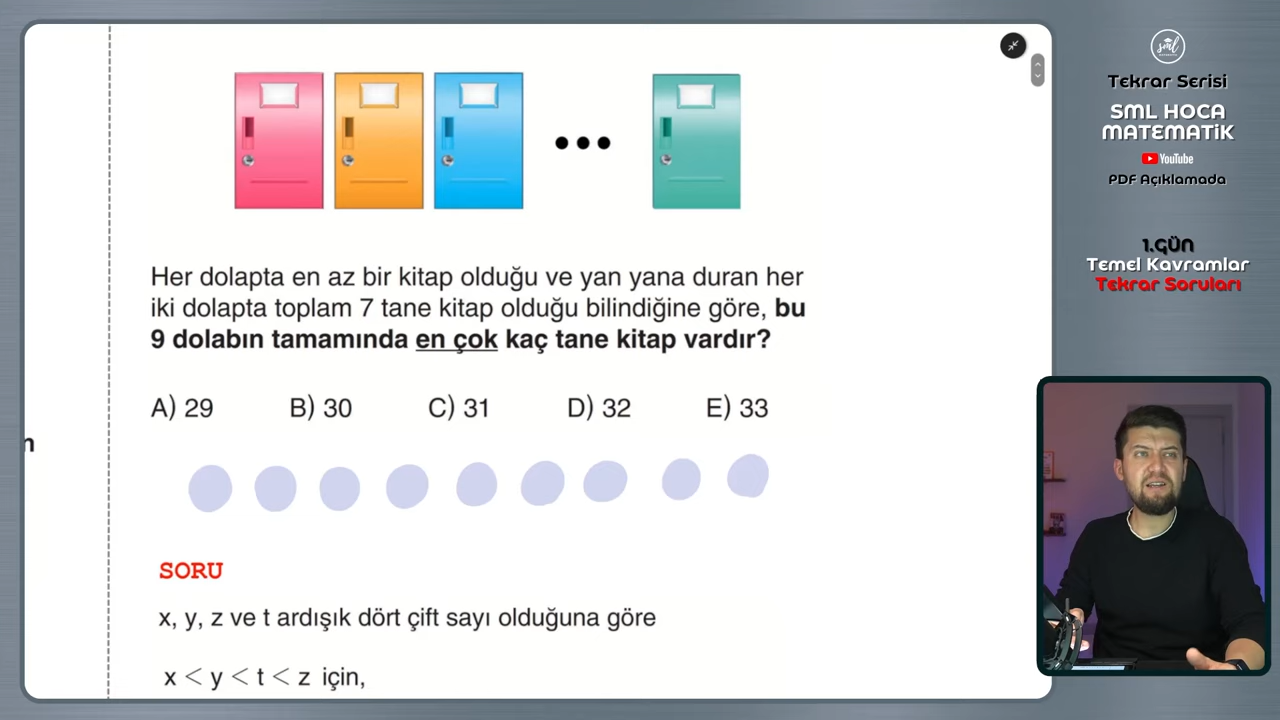 Her dolapta en az bir kitap olduğu ve yan yana duran her
iki dolapta toplam 7 tane kitap olduğu bilindiğine göre, bu
9 dolabın tamamında en çok kaç tane kitap vardır?
A) 29 B) 30 C) 31 D) 32 E) 33
n
SORU
x, y, z ve t ardışık dört çift sayı olduğuna göre
x < y < t < z için,
sml
Tekrar Serisi
SML HOCA
MATEMATİK
YouTube
PDF Açıklamada
1.GÜN
Temel Kavramlar
Tekrar Soruları